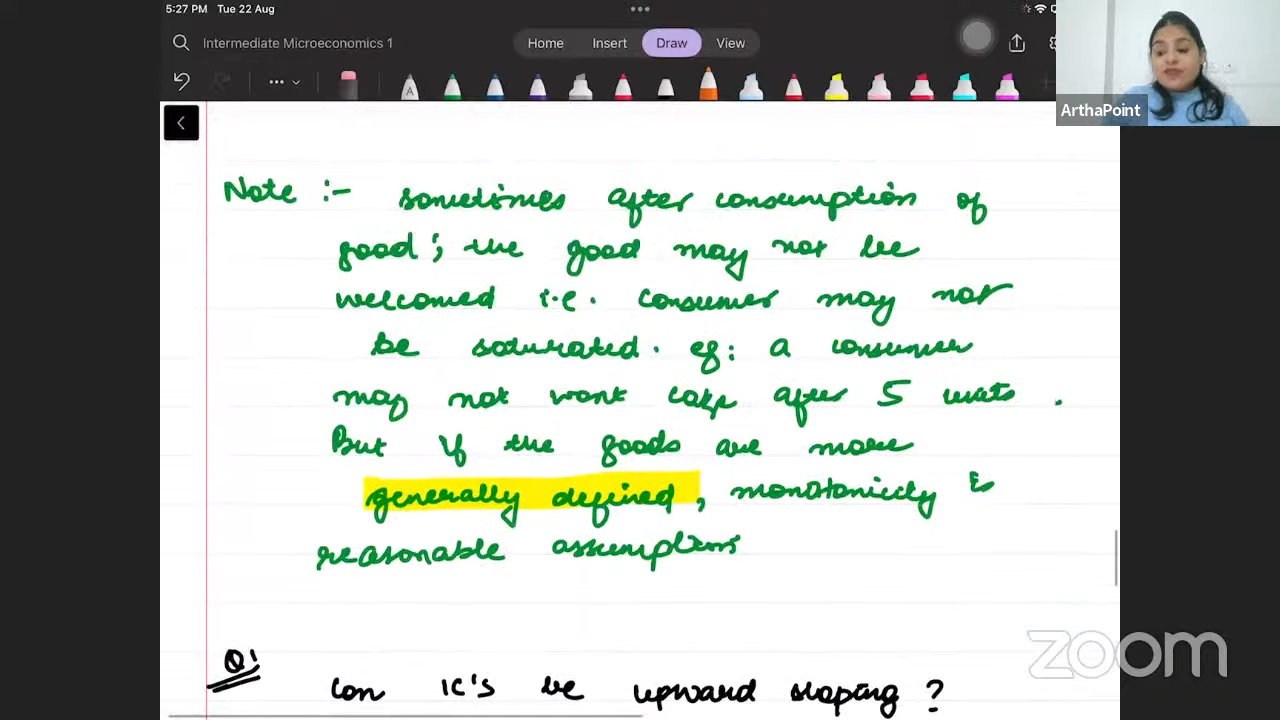 5:27 PM Tue 22 Aug
Intermediate Microeconomics 1
Home Insert Draw View
A
ArthaPoint
Note :- sometimes after consumption of
good ; the good may not be
welcomed i.e. consumer may not
be saturated. eg: a consumer
may not want cake after 5 units.
But if the goods are more
generally defined, monotonicity is
reasonable assumption
Q1
Can IC's be upward sloping ?
zoom